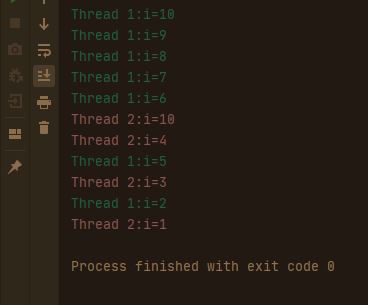 Thread 1:i=10
Thread 1:i=9
Thread 1:i=8
Thread 1:i=7
Thread 1:i=6
Thread 2:i=10
Thread 2:i=4
Thread 1:i=5
Thread 2:i=3
Thread 1:i=2
Thread 2:i=1
Process finished with exit code 0